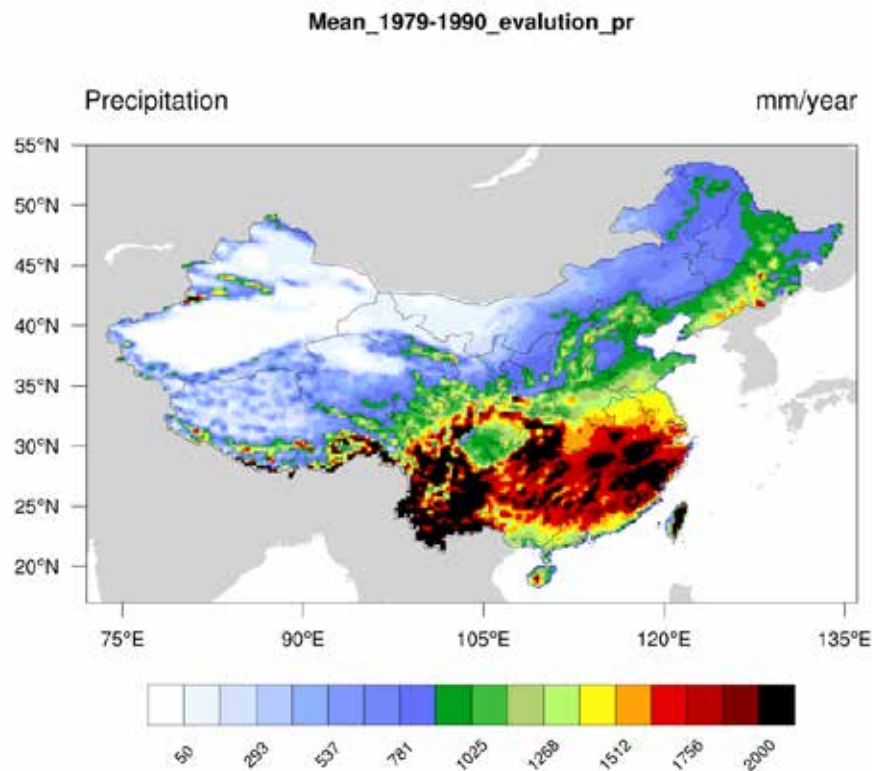 Mean_1979-1990_evalution_pr
Precipitation mm/year
55°N
50°N
45°N
40°N
35°N
30°N
25°N
20°N
75°E 90°E 105°E 120°E 135°E
50 293 537 781 1025 1268 1512 1756 2000